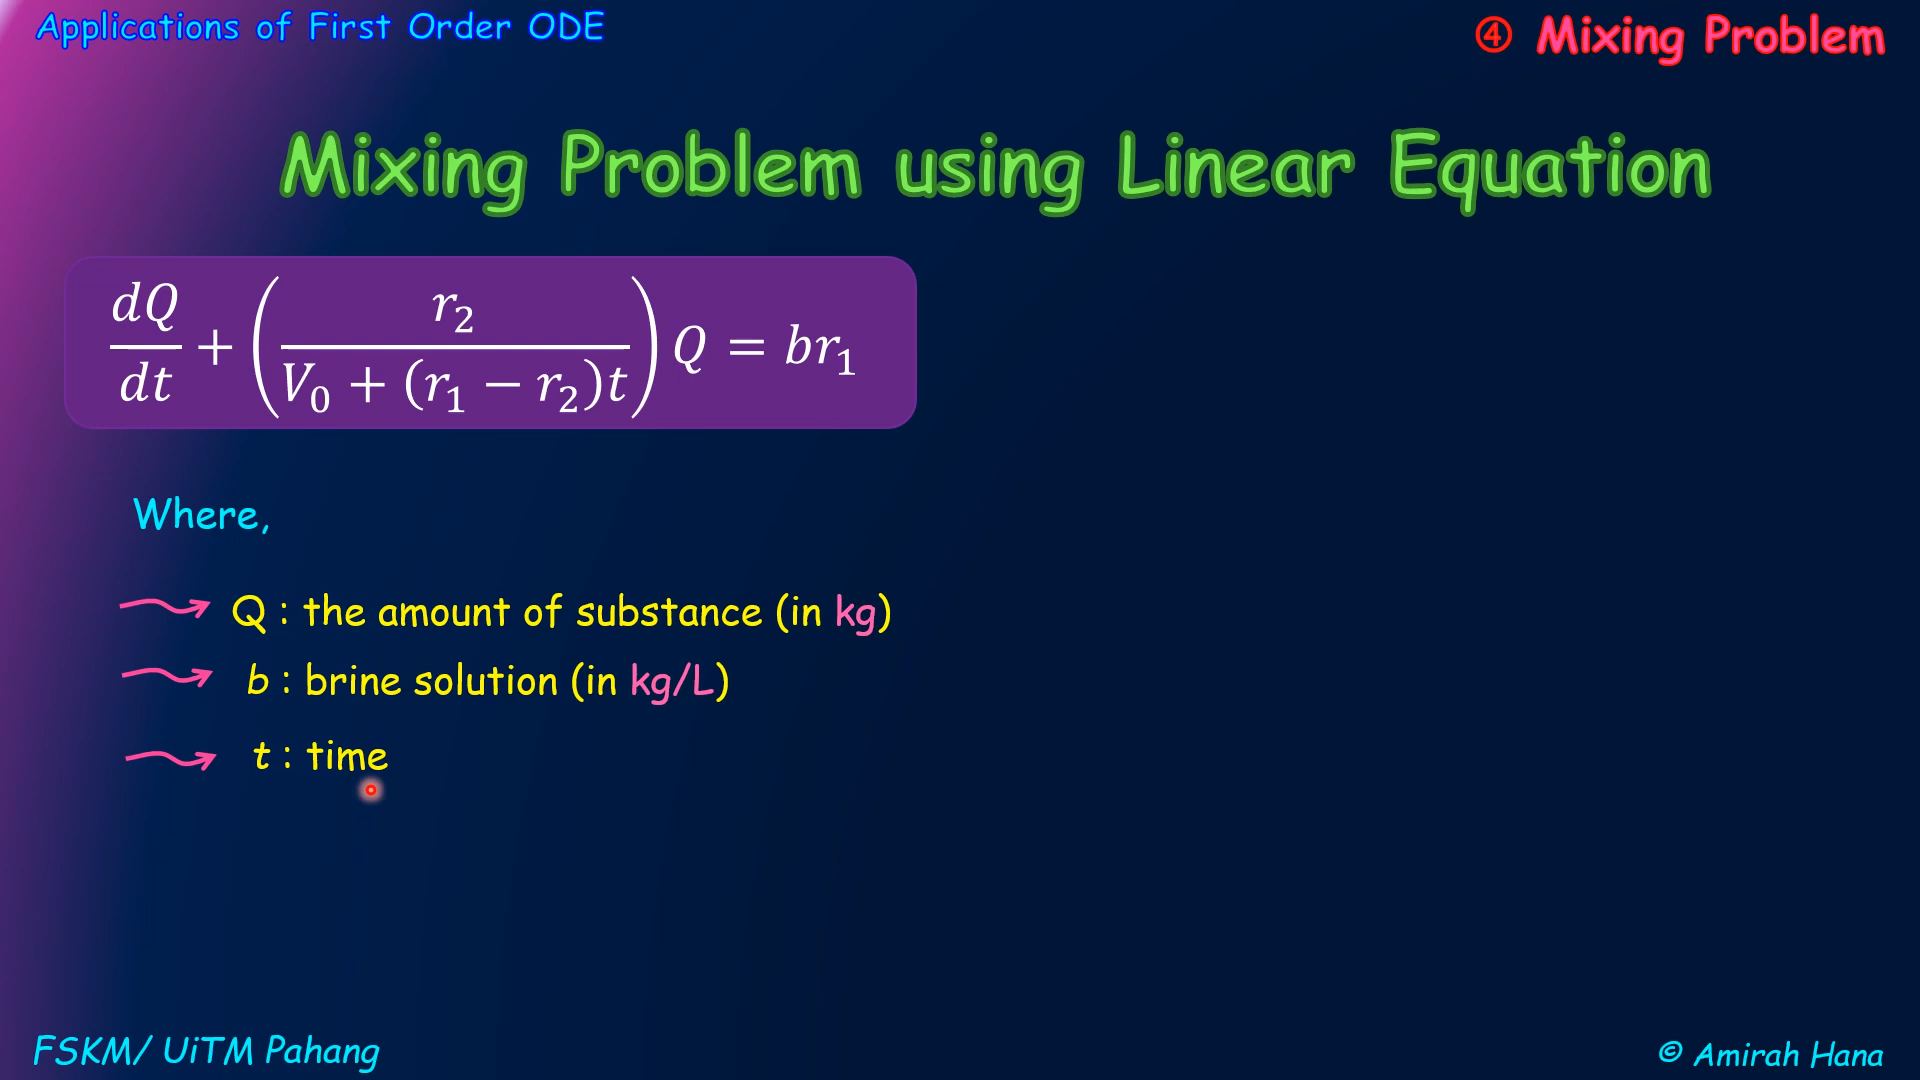 Applications of First Order ODE
④ Mixing Problem
Mixing Problem using Linear Equation
dQ/dt + (r₂/(V₀ + (r₁ − r₂)t)) Q = br₁
Where,
Q : the amount of substance (in kg)
b : brine solution (in kg/L)
t : time
FSKM/ UiTM Pahang
© Amirah Hana